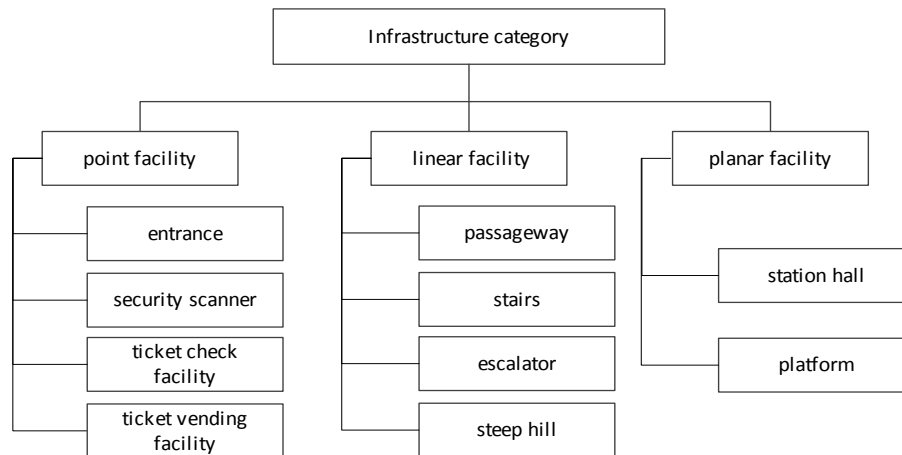 Infrastructure category
point facility
linear facility
planar facility
entrance
security scanner
ticket check
facility
ticket vending
facility
passageway
stairs
escalator
steep hill
station hall
platform